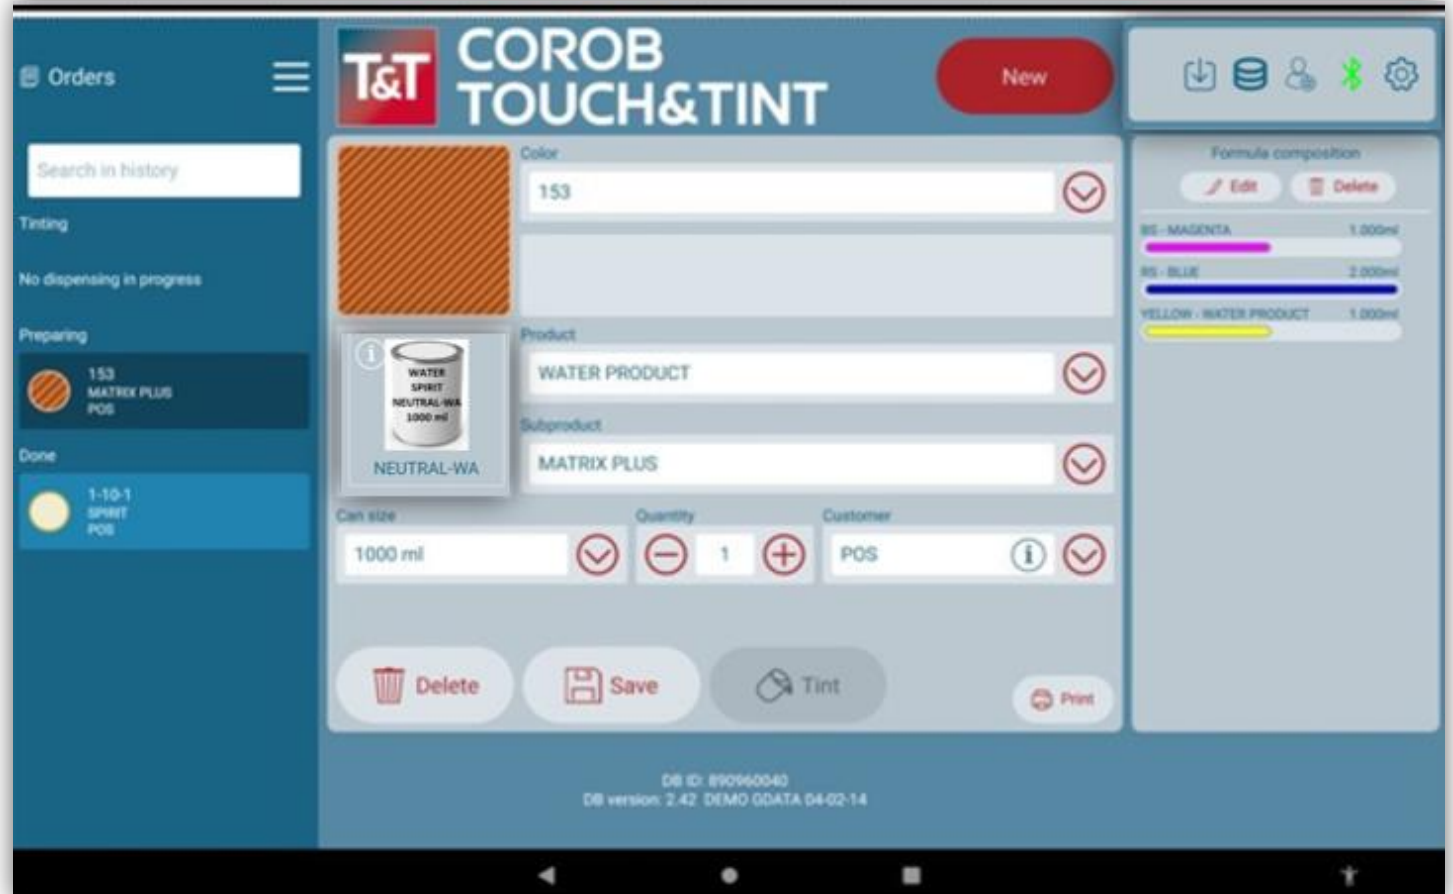 Orders
Search in history
Tinting
No dispensing in progress
Preparing
153
MATRIX PLUS
POS
Done
1-10-1
SPIRIT
POS
T&T
COROB
TOUCH&TINT
New
Color
153
WATER
SPIRIT
NEUTRAL-WA
1000 ml
NEUTRAL-WA
Product
WATER PRODUCT
Subproduct
MATRIX PLUS
Can size
1000 ml
Quantity
1
Customer
POS
Delete
Save
Tint
Print
DB ID: 890960040
DB version: 2.42 DEMO GDATA 04-02-14
Formula composition
Edit
Delete
RS - MAGENTA 1.000ml
RS - BLUE 2.000ml
YELLOW - WATER PRODUCT 1.000ml